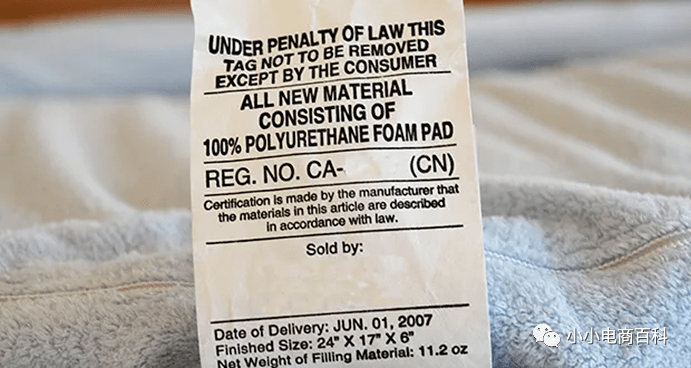 UNDER PENALTY OF LAW THIS
TAG NOT TO BE REMOVED
EXCEPT BY THE CONSUMER
ALL NEW MATERIAL
CONSISTING OF
100% POLYURETHANE FOAM PAD
REG. NO. CA- (CN)
Certification is made by the manufacturer that
the materials in this article are described
in accordance with law.
Sold by:
Date of Delivery: JUN. 01, 2007
Finished Size: 24" X 17" X 6"
Net Weight of Filling Material: 11.2 oz
小小电商百科